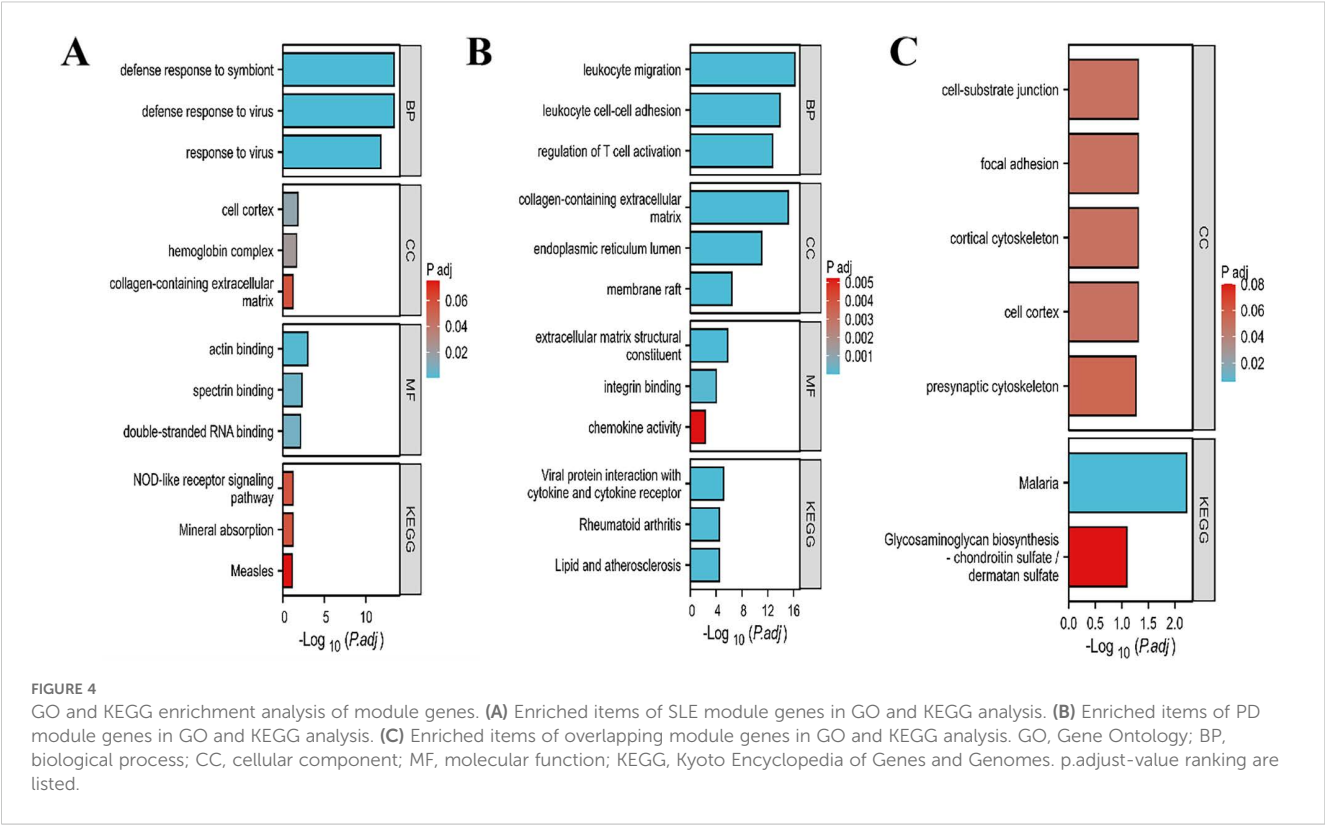 A
defense response to symbiont
defense response to virus
response to virus
BP
cell cortex
hemoglobin complex
collagen-containing extracellular
matrix
CC
actin binding
spectrin binding
double-stranded RNA binding
MF
NOD-like receptor signaling
pathway
Mineral absorption
Measles
KEGG
0 5 10
-Log 10 (P.adj)
P adj
0.06
0.04
0.02
B
leukocyte migration
leukocyte cell-cell adhesion
regulation of T cell activation
BP
collagen-containing extracellular
matrix
endoplasmic reticulum lumen
membrane raft
CC
extracellular matrix structural
constituent
integrin binding
chemokine activity
MF
Viral protein interaction with
cytokine and cytokine receptor
Rheumatoid arthritis
Lipid and atherosclerosis
KEGG
0 4 8 12 16
-Log 10 (P.adj)
P adj
0.005
0.004
0.003
0.002
0.001
C
cell-substrate junction
focal adhesion
cortical cytoskeleton
cell cortex
presynaptic cytoskeleton
CC
Malaria
Glycosaminoglycan biosynthesis
- chondroitin sulfate /
dermatan sulfate
KEGG
0.0 0.5 1.0 1.5 2.0
-Log 10 (P.adj)
P adj
0.08
0.06
0.04
0.02
FIGURE 4
GO and KEGG enrichment analysis of module genes. (A) Enriched items of SLE module genes in GO and KEGG analysis. (B) Enriched items of PD
module genes in GO and KEGG analysis. (C) Enriched items of overlapping module genes in GO and KEGG analysis. GO, Gene Ontology; BP,
biological process; CC, cellular component; MF, molecular function; KEGG, Kyoto Encyclopedia of Genes and Genomes. p.adjust-value ranking are
listed.